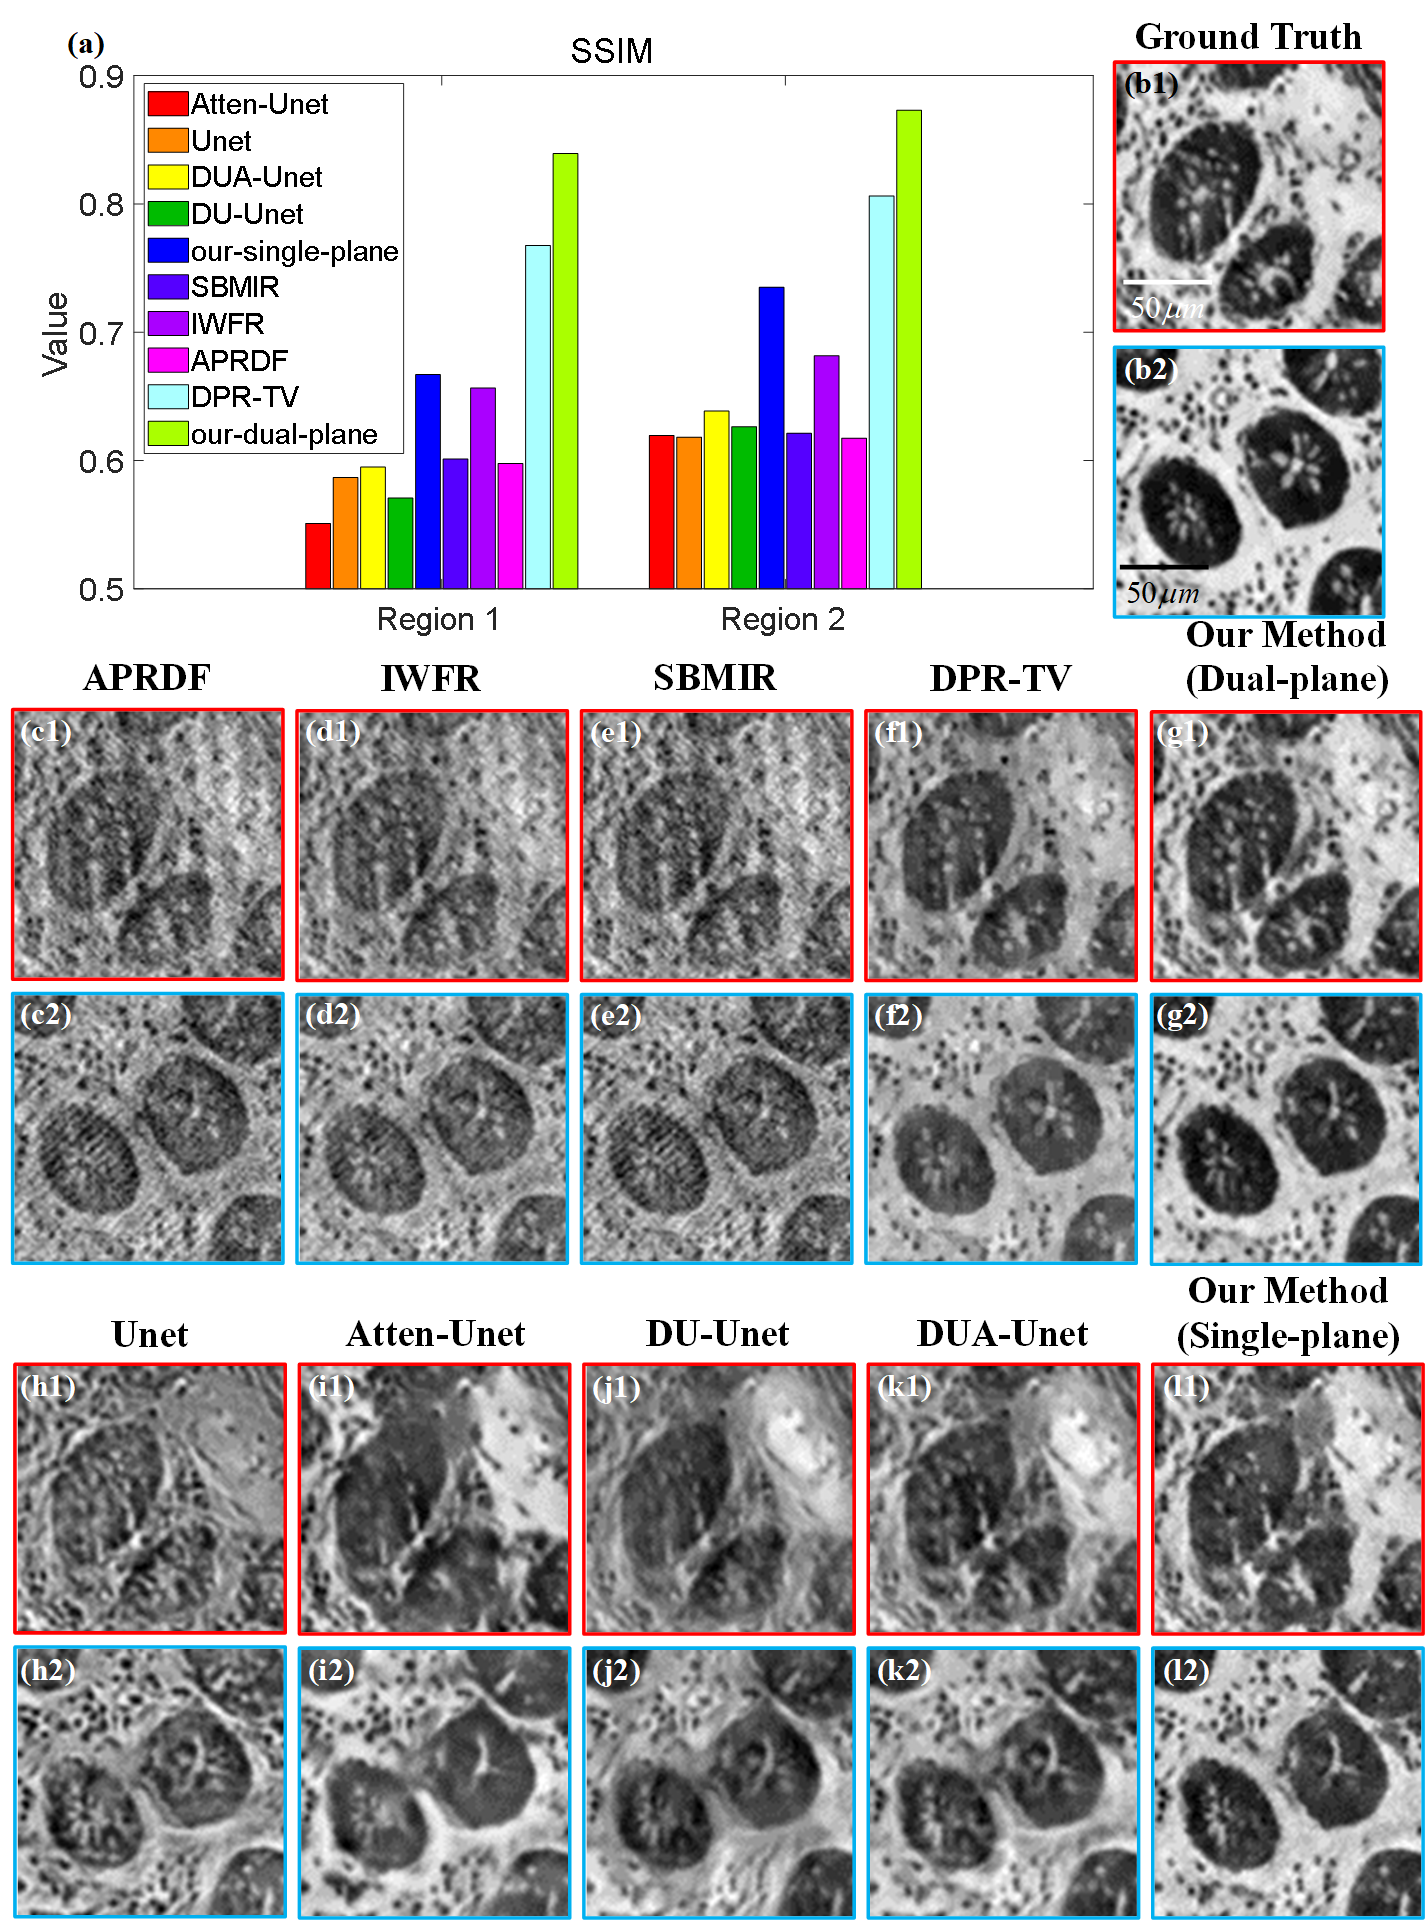 (a)
SSIM
Ground Truth
0.9
0.8
0.7
0.6
0.5
Value
Atten-Unet
Unet
DUA-Unet
DU-Unet
our-single-plane
SBMIR
IWFR
APRDF
DPR-TV
our-dual-plane
Region 1
Region 2
(b1)
50 μm
(b2)
50 μm
APRDF
IWFR
SBMIR
DPR-TV
Our Method
(Dual-plane)
(c1)
(d1)
(e1)
(f1)
(g1)
(c2)
(d2)
(e2)
(f2)
(g2)
Unet
Atten-Unet
DU-Unet
DUA-Unet
Our Method
(Single-plane)
(h1)
(i1)
(j1)
(k1)
(l1)
(h2)
(i2)
(j2)
(k2)
(l2)